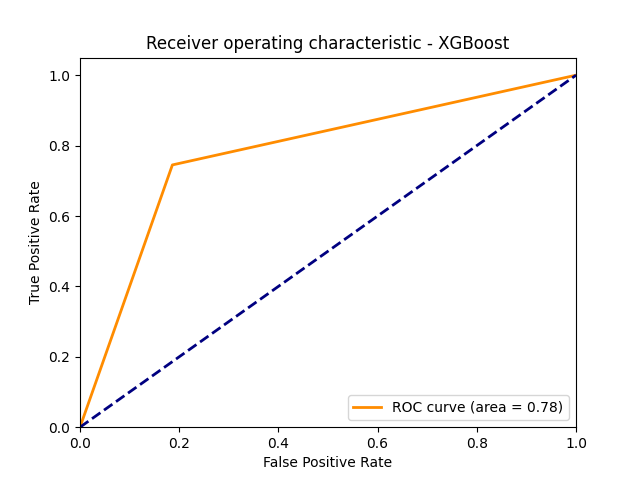 Receiver operating characteristic - XGBoost
True Positive Rate
1.0
0.8
0.6
0.4
0.2
0.0
0.0 0.2 0.4 0.6 0.8 1.0
False Positive Rate
ROC curve (area = 0.78)